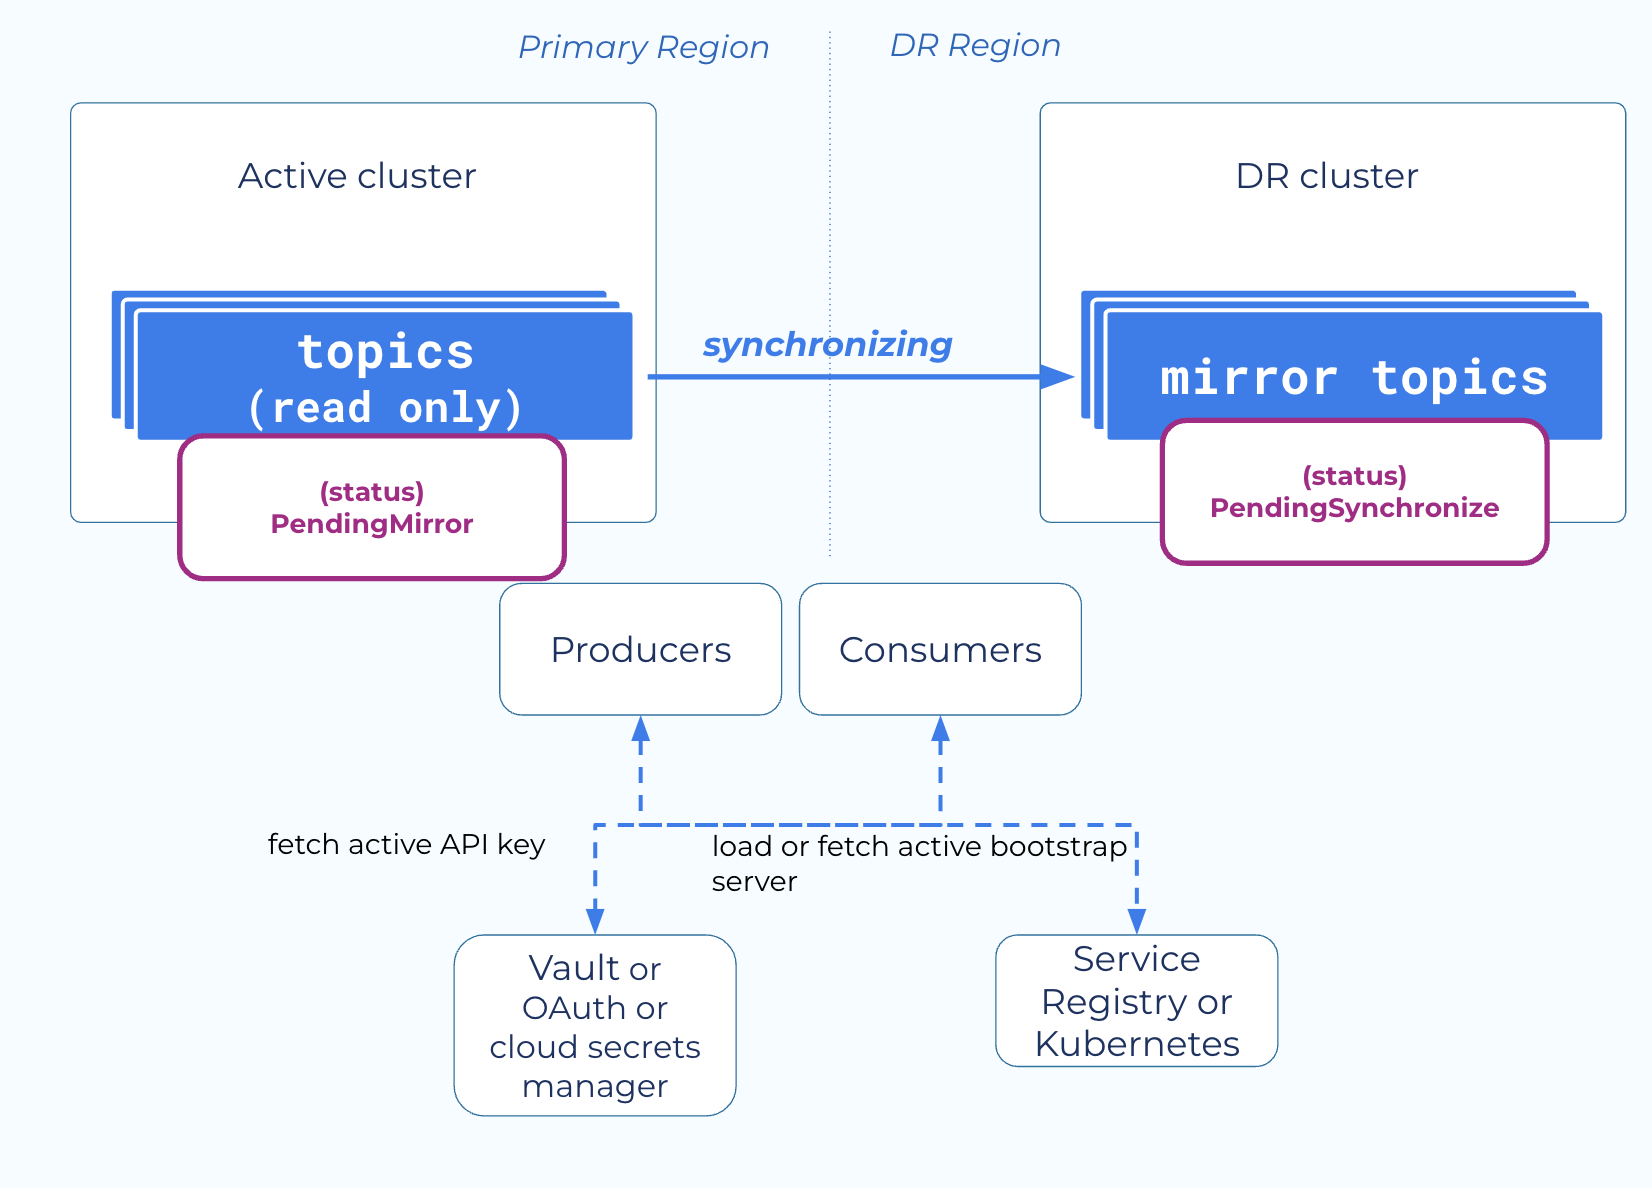 Primary Region
DR Region
Active cluster
DR cluster
topics
(read only)
synchronizing
mirror topics
(status)
PendingMirror
(status)
PendingSynchronize
Producers
Consumers
fetch active API key
load or fetch active bootstrap
server
Vault or
OAuth or
cloud secrets
manager
Service
Registry or
Kubernetes